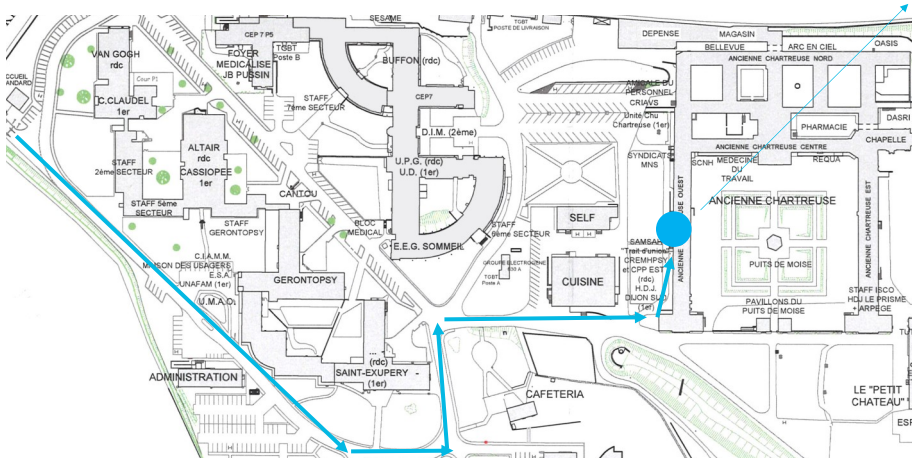 SESAME
TGBT
POSTE DE LIVRAISON
CEP 7 P5
TGBT
Poste B
DEPENSE
MAGASIN
BELLEVUE
ARC EN CIEL
OASIS
ANCIENNE CHARTREUSE NORD
VAN GOGH
rdc
FOYER
MEDICALISE
JB PUSSIN
BUFFON (rdc)
Cour P1
C.CLAUDEL
1er
STAFF
7ème SECTEUR
CEP7
AMICALE DU
PERSONNEL
CRIAVS
Unité Chu
Chartreuse (1er)
D.I.M. (2ème)
PHARMACIE
DASRI
CHAPELLE
ANCIENNE CHARTREUSE CENTRE
ALTAIR
rdc
CASSIOPEE
1er
STAFF
2ème SECTEUR
U.P.G. (rdc)
U.D. (1er)
SYNDICATS
MNS
SCNH
MEDECINE
DU
TRAVAIL
REQUA
CANTOU
STAFF 5ème
SECTEUR
STAFF
GERONTOPSY
BLOC
MEDICAL
E.E.G. SOMMEIL
STAFF
6ème SECTEUR
SELF
ANCIENNE CHARTREUSE
ANCIENNE CHARTREUSE EST
ANCIENNE
OUEST
C.I.A.M.M.
MAISON DES USAGERS
E.S.A.
UNAFAM (1er)
U.M.A.D.
GERONTOPSY
GROUPE ELECTROGENE
TGBT
Poste A
CUISINE
SAMSAH
"Trait d'union"
CREMHPSY
et CPP EST
(rdc)
H.D.J.
DIJON SUD
(1er)
PUITS DE MOISE
PAVILLONS DU
PUITS DE MOISE
STAFF ISCO
HDJ LE PRISME
+ ARPEGE
(rdc)
SAINT-EXUPERY
(1er)
ADMINISTRATION
CAFETERIA
LE "PETIT
CHATEAU"